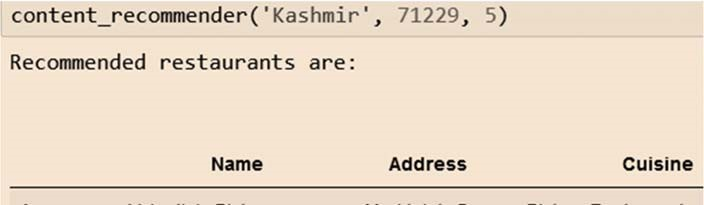 content_recommender('Kashmir', 71229, 5)
Recommended restaurants are:
Name Address Cuisine